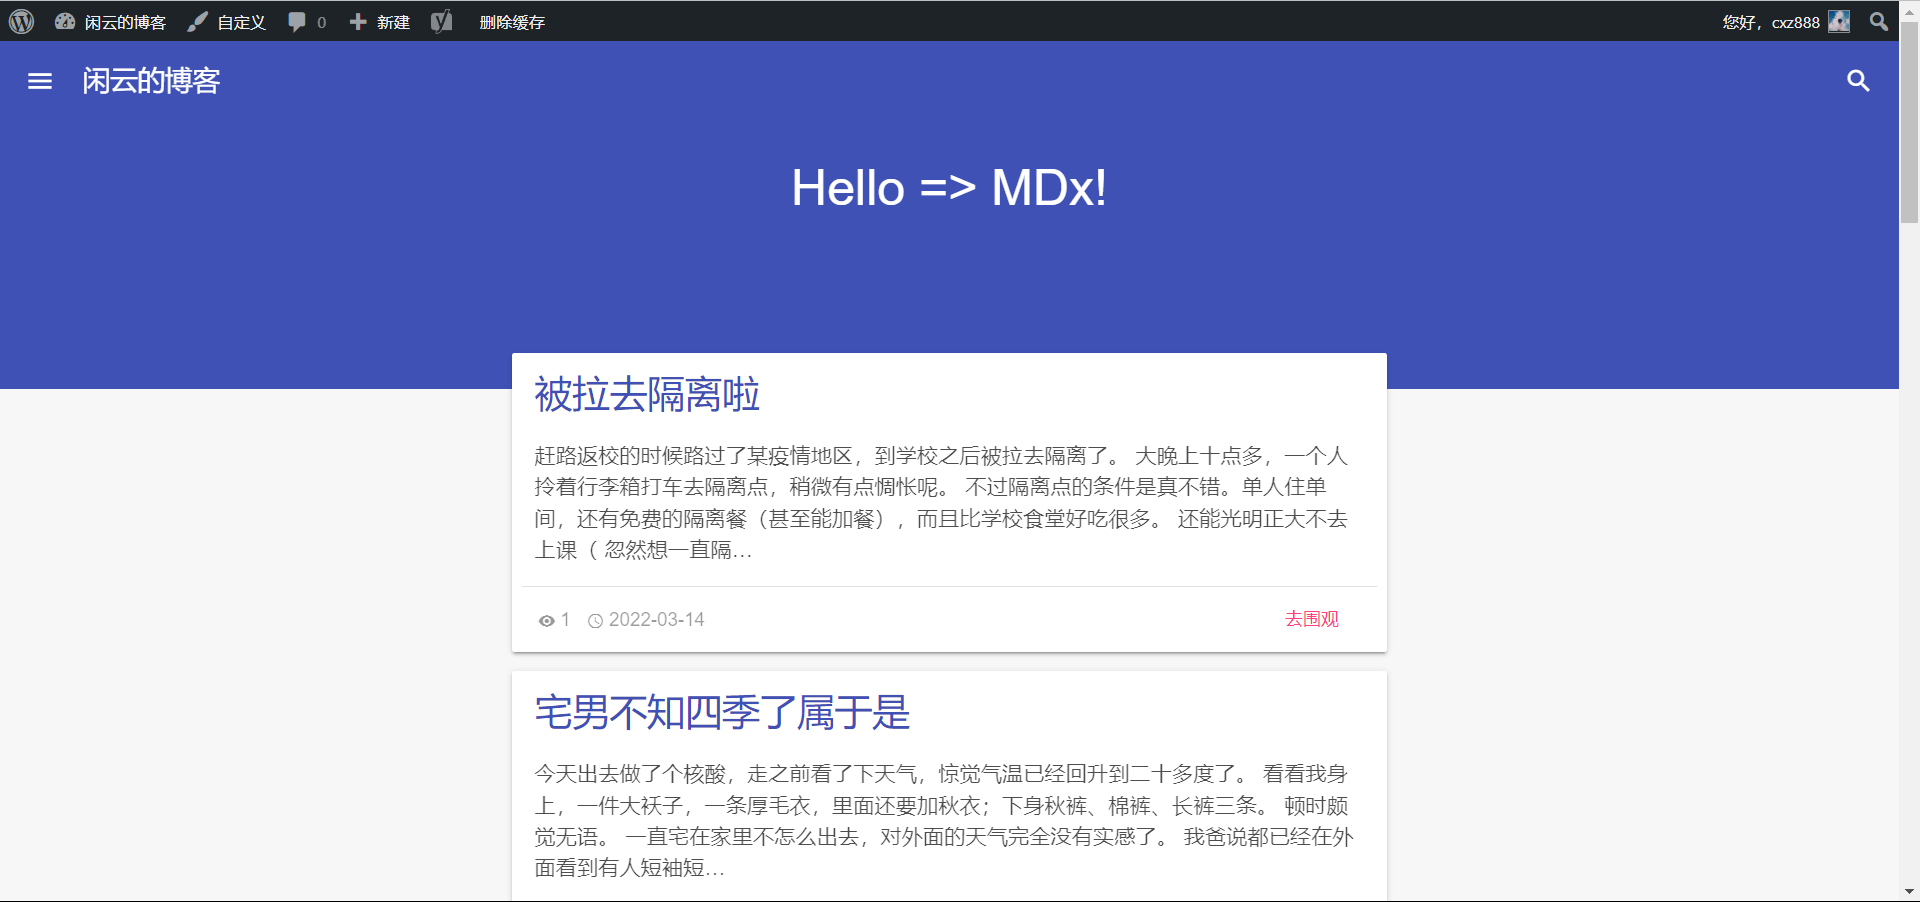 闲云的博客 自定义 0 新建 删除缓存 您好，cxz888
闲云的博客
Hello => MDx!
被拉去隔离啦
赶路返校的时候路过了某疫情地区，到学校之后被拉去隔离了。 大晚上十点多，一个人
拎着行李箱打车去隔离点，稍微有点惆怅呢。 不过隔离点的条件是真不错。单人住单
间，还有免费的隔离餐（甚至能加餐），而且比学校食堂好吃很多。 还能光明正大不去
上课（ 忽然想一直隔…
1 2022-03-14 去围观
宅男不知四季了属于是
今天出去做了个核酸，走之前看了下天气，惊觉气温已经回升到二十多度了。 看看我身
上，一件大袄子，一条厚毛衣，里面还要加秋衣；下身秋裤、棉裤、长裤三条。 顿时颇
觉无语。 一直宅在家里不怎么出去，对外面的天气完全没有实感了。 我爸说都已经在外
面看到有人短袖短…